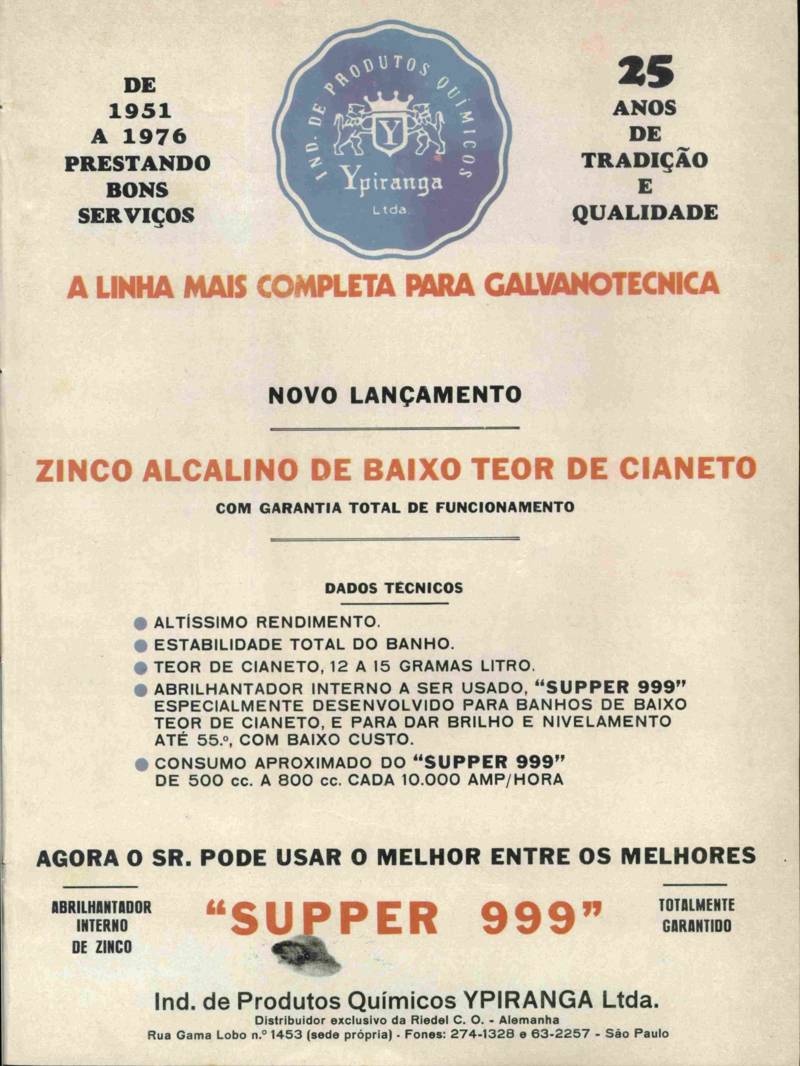 DE
1951
A 1976
PRESTANDO
BONS
SERVIÇOS
IND. DE PRODUTOS QUÍMICOS
Y
Ypiranga
Ltda.
25
ANOS
DE
TRADIÇÃO
E
QUALIDADE
A LINHA MAIS COMPLETA PARA GALVANOTECNICA
NOVO LANÇAMENTO
ZINCO ALCALINO DE BAIXO TEOR DE CIANETO
COM GARANTIA TOTAL DE FUNCIONAMENTO
DADOS TÉCNICOS
ALTÍSSIMO RENDIMENTO.
ESTABILIDADE TOTAL DO BANHO.
TEOR DE CIANETO, 12 A 15 GRAMAS LITRO.
ABRILHANTADOR INTERNO A SER USADO, “SUPPER 999”
ESPECIALMENTE DESENVOLVIDO PARA BANHOS DE BAIXO
TEOR DE CIANETO, E PARA DAR BRILHO E NIVELAMENTO
ATÉ 55.º, COM BAIXO CUSTO.
CONSUMO APROXIMADO DO “SUPPER 999”
DE 500 cc. A 800 cc. CADA 10.000 AMP/HORA
AGORA O SR. PODE USAR O MELHOR ENTRE OS MELHORES
ABRILHANTADOR
INTERNO
DE ZINCO
“SUPPER 999”
TOTALMENTE
GARANTIDO
Ind. de Produtos Químicos YPIRANGA Ltda.
Distribuidor exclusivo da Riedel C. O. - Alemanha
Rua Gama Lobo n.º 1453 (sede própria) - Fones: 274-1328 e 63-2257 - São Paulo